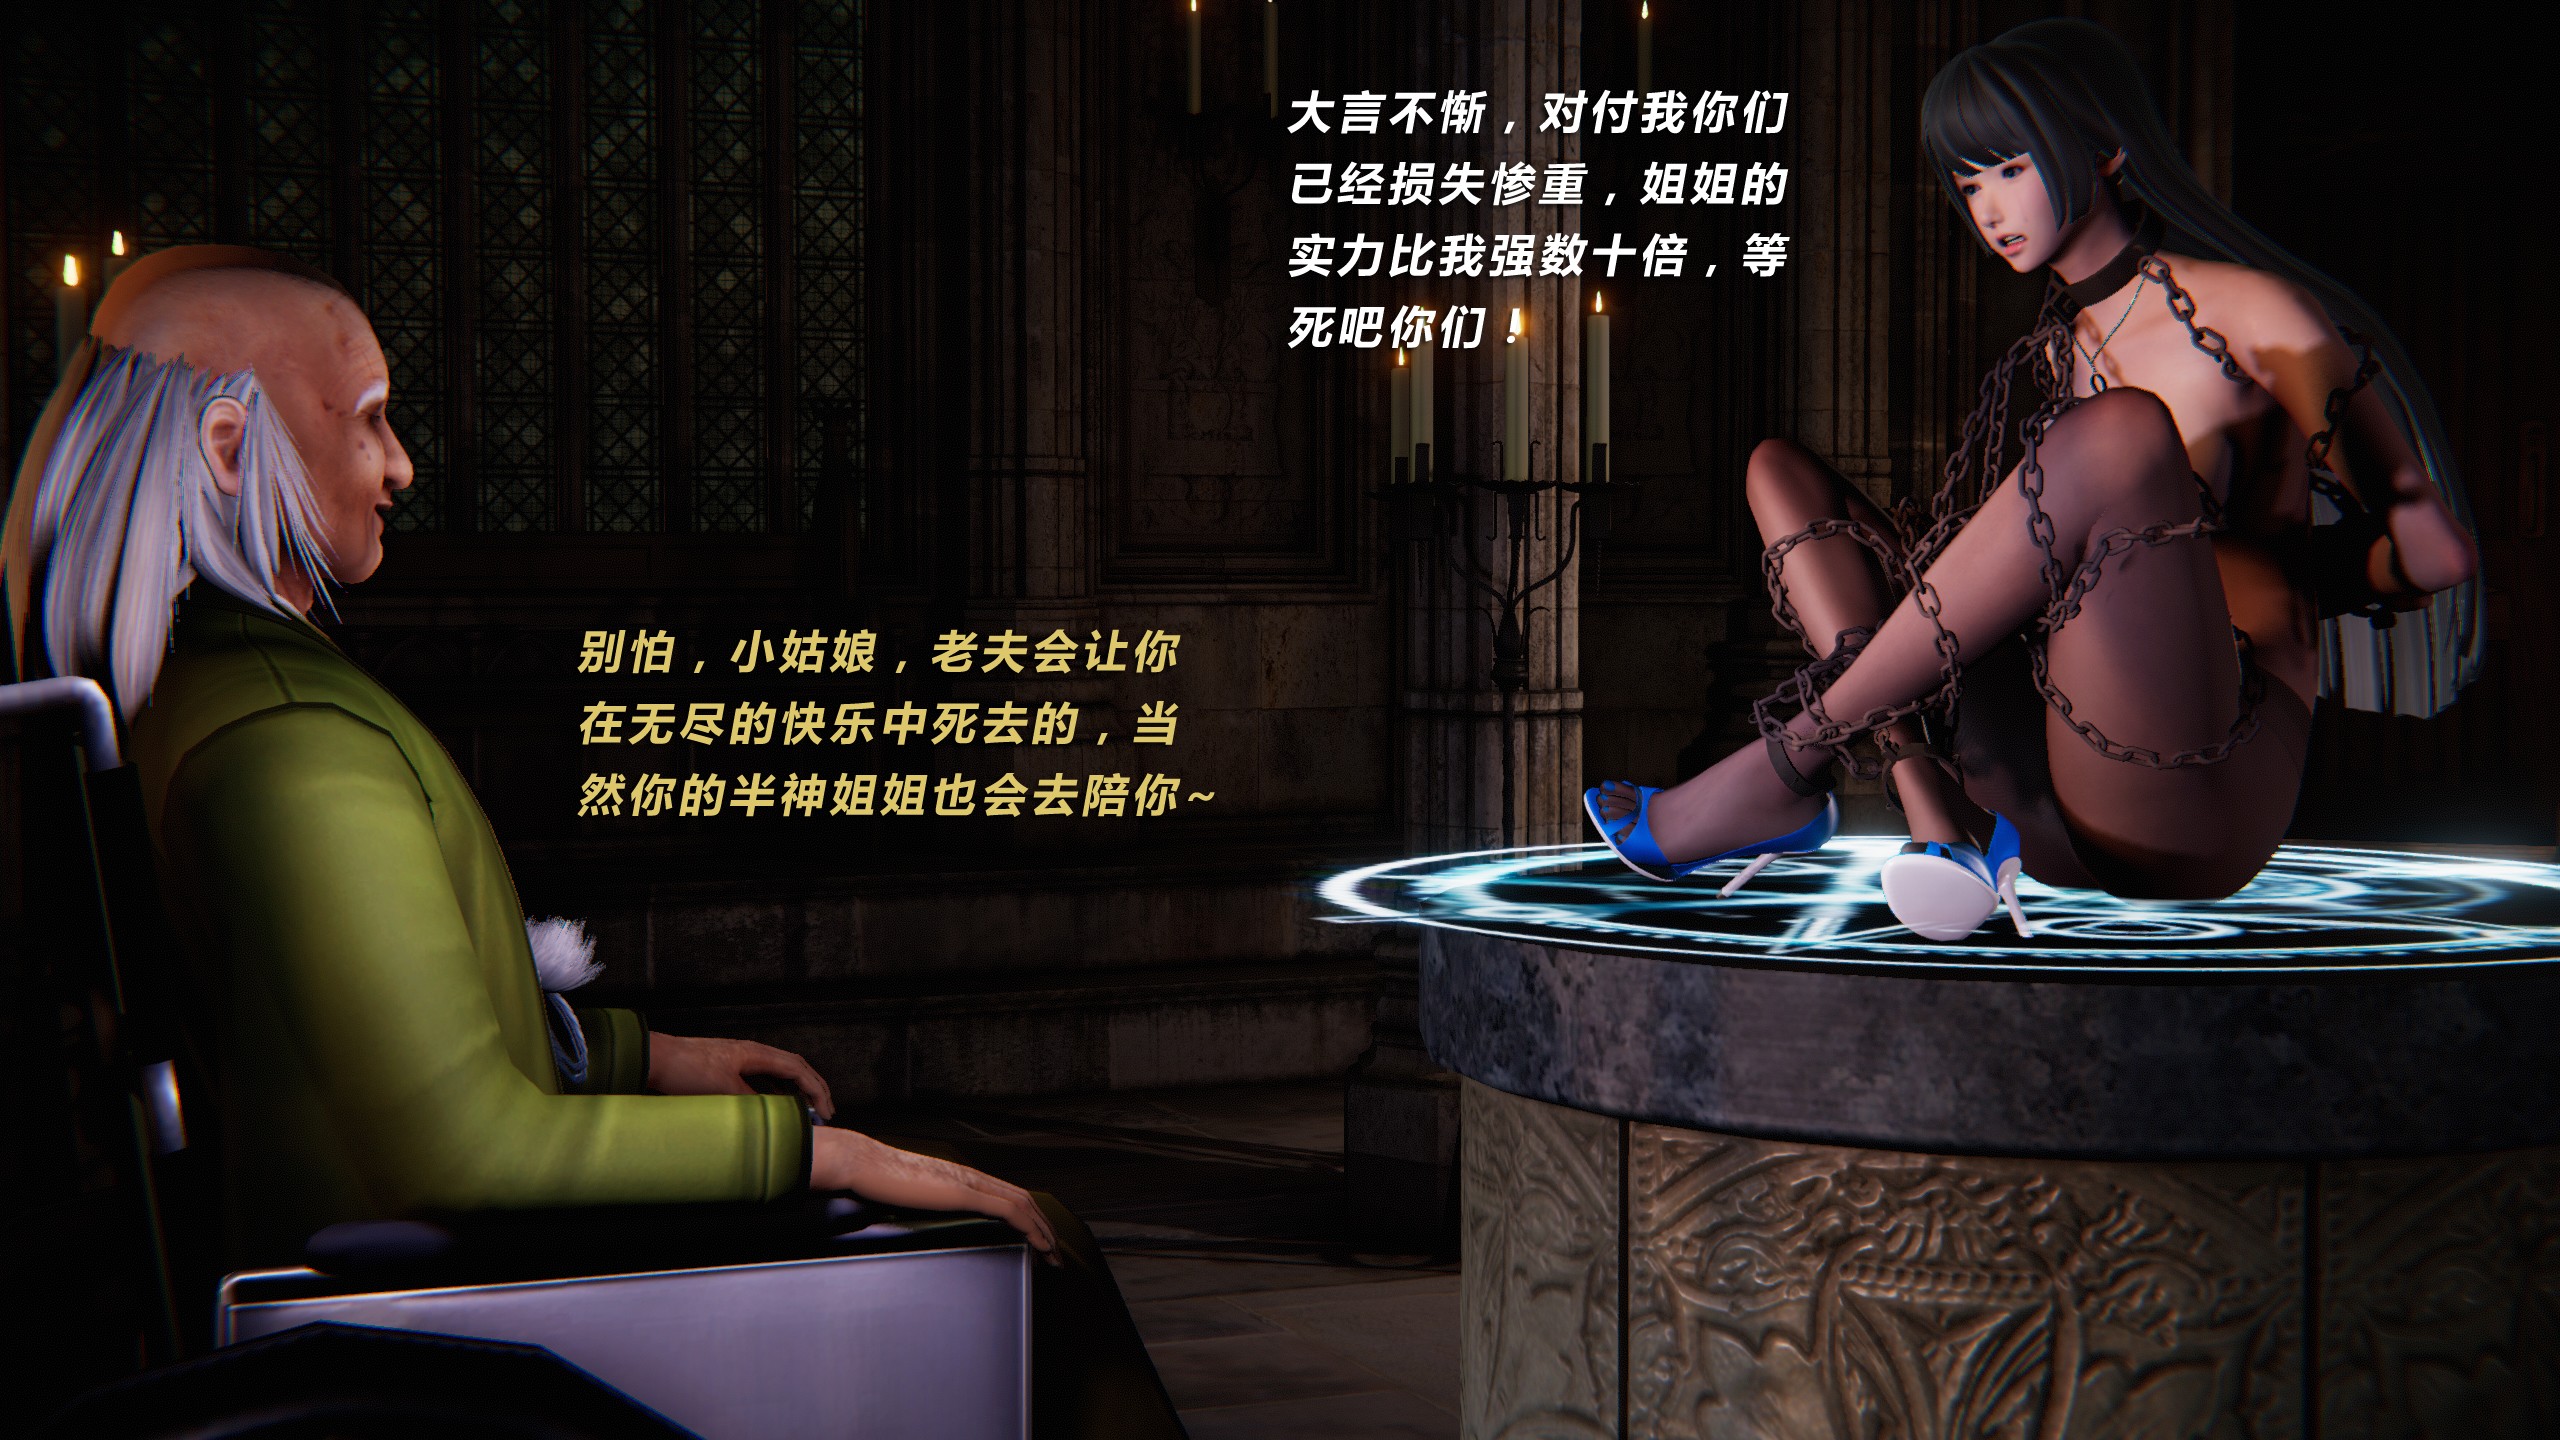 大言不惭，对付我你们
已经损失惨重，姐姐的
实力比我强数十倍，等
死吧你们！
别怕，小姑娘，老夫会让你
在无尽的快乐中死去的，当
然你的半神姐姐也会去陪你~